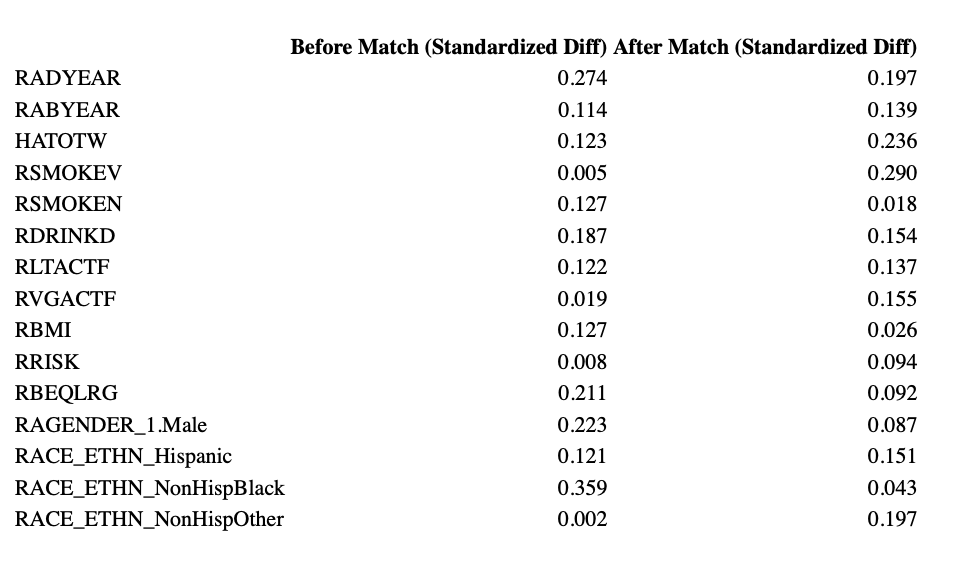 Before Match (Standardized Diff) After Match (Standardized Diff)
RADYEAR 0.274 0.197
RABYEAR 0.114 0.139
HATOTW 0.123 0.236
RSMOKEV 0.005 0.290
RSMOKEN 0.127 0.018
RDRINKD 0.187 0.154
RLTACTF 0.122 0.137
RVGACTF 0.019 0.155
RBMI 0.127 0.026
RRISK 0.008 0.094
RBEQLRG 0.211 0.092
RAGENDER_1.Male 0.223 0.087
RACE_ETHN_Hispanic 0.121 0.151
RACE_ETHN_NonHispBlack 0.359 0.043
RACE_ETHN_NonHispOther 0.002 0.197